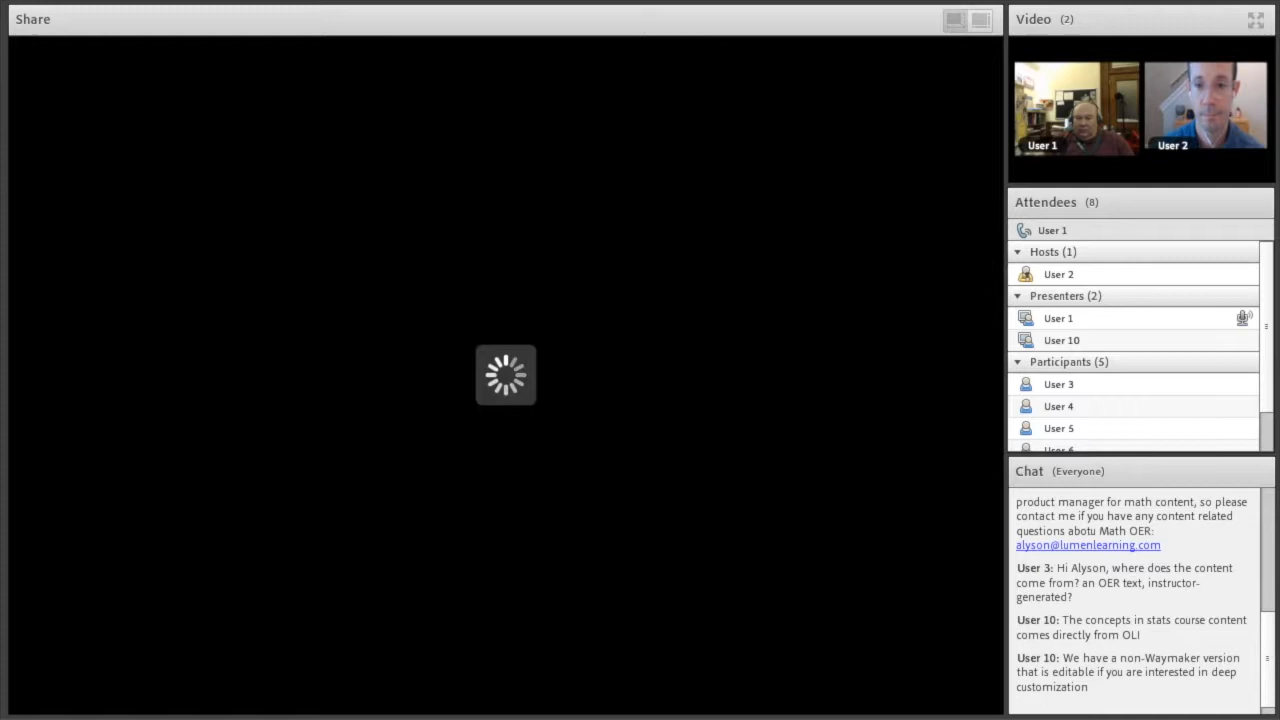 Share
Video (2)
User 1
User 2
Attendees (8)
User 1
Hosts (1)
User 2
Presenters (2)
User 1
User 10
Participants (5)
User 3
User 4
User 5
User 6
Chat (Everyone)
product manager for math content, so please
contact me if you have any content related
questions abotu Math OER:
alyson@lumenlearning.com
User 3: Hi Alyson, where does the content
come from? an OER text, instructor-
generated?
User 10: The concepts in stats course content
comes directly from OLI
User 10: We have a non-Waymaker version
that is editable if you are interested in deep
customization